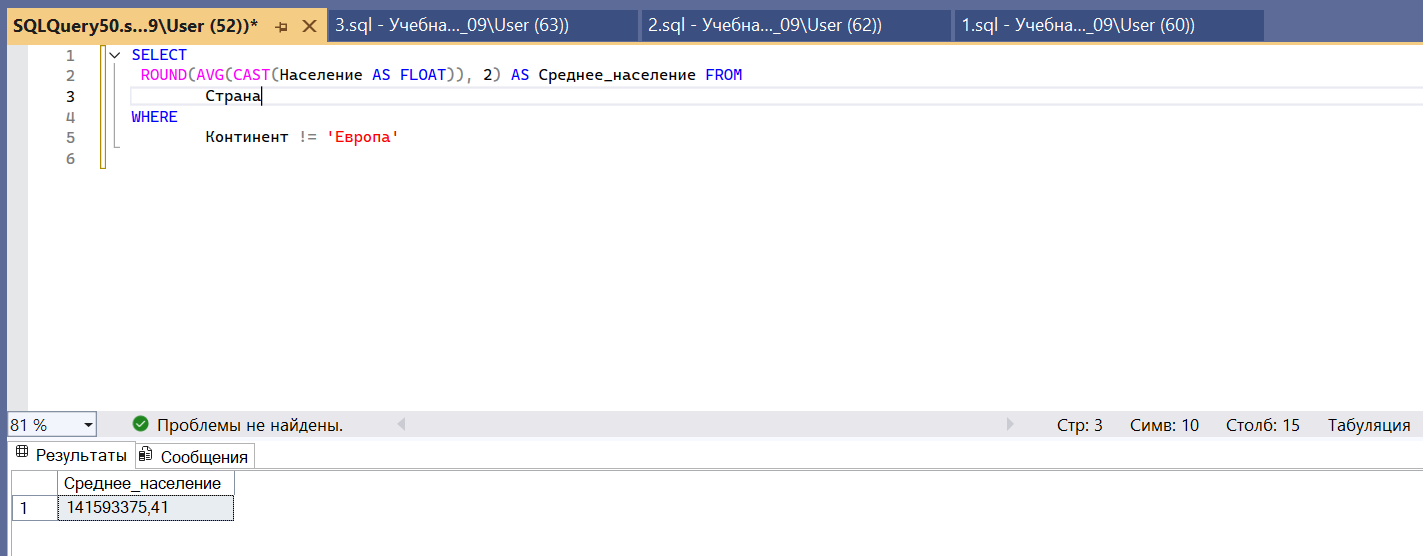 SQLQuery50.s...9\User (52))* 3.sql - Учебна..._09\User (63)) 2.sql - Учебна..._09\User (62)) 1.sql - Учебна..._09\User (60))
1 SELECT
2 ROUND(AVG(CAST(Население AS FLOAT)), 2) AS Среднее_население FROM
3 Страна
4 WHERE
5 Континент != 'Европа'
6
81 % Проблемы не найдены. Стр: 3 Симв: 10 Столб: 15 Табуляция
Результаты Сообщения
Среднее_население
1 141593375,41